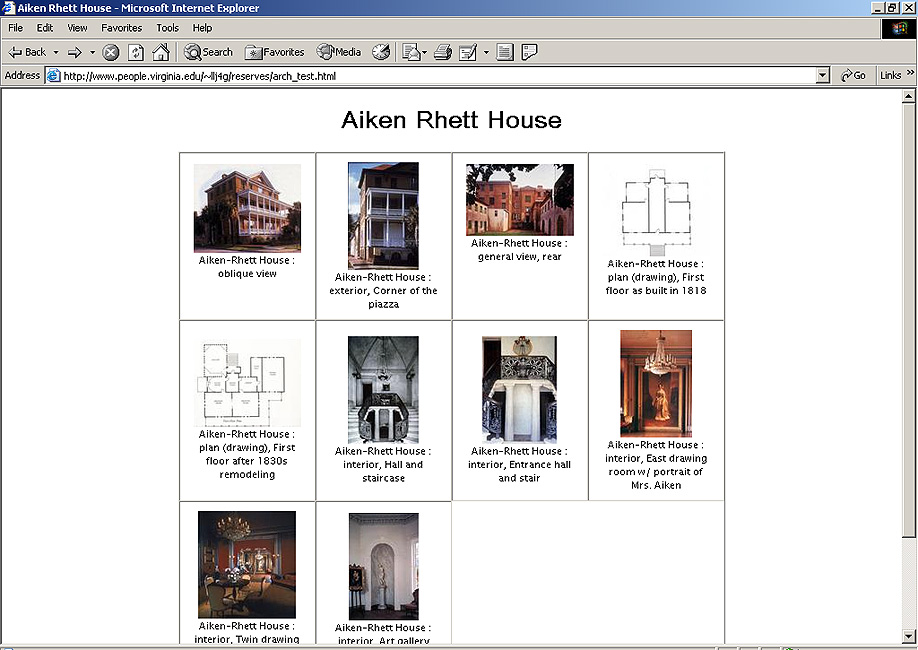 Aiken Rhett House - Microsoft Internet Explorer
File Edit View Favorites Tools Help
Back Search Favorites Media
Address http://www.people.virginia.edu/~llj4g/reserves/arch_test.html Go Links »
Aiken Rhett House
Aiken-Rhett House :
oblique view
Aiken-Rhett House :
exterior, Corner of the
piazza
Aiken-Rhett House :
general view, rear
Aiken-Rhett House :
plan (drawing), First
floor as built in 1818
Aiken-Rhett House :
plan (drawing), First
floor after 1830s
remodeling
Aiken-Rhett House :
interior, Hall and
staircase
Aiken-Rhett House :
interior, Entrance hall
and stair
Aiken-Rhett House :
interior, East drawing
room w/ portrait of
Mrs. Aiken
Aiken-Rhett House :
interior, Twin drawing
Aiken-Rhett House :
interior, Art gallery